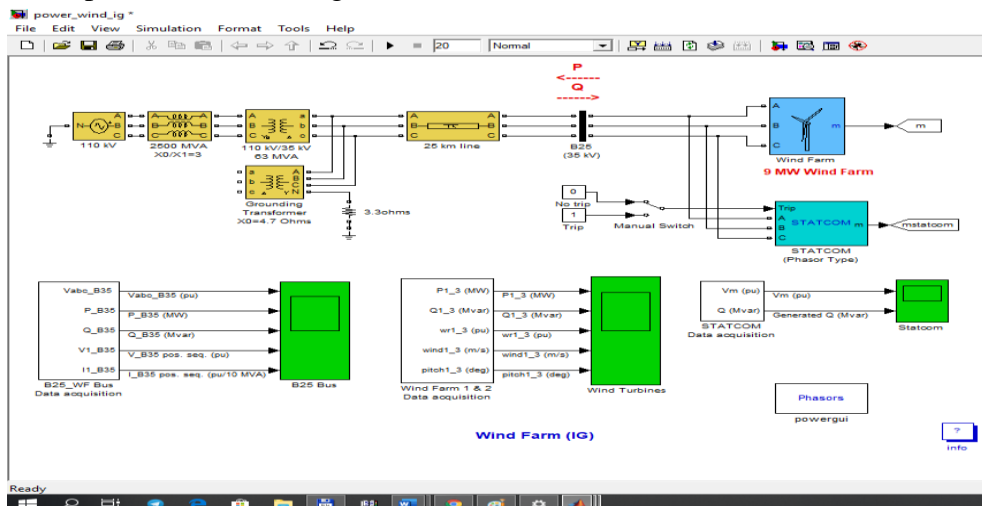 power_wind_ig *
File Edit View Simulation Format Tools Help
20 Normal
P
Q
N A B C
A B C A B C
A B C a b c
A B C A B C
A B C m
m
110 kV
2500 MVA
X0/X1=3
110 kV/35 kV
63 MVA
25 km line
B25
(35 kV)
Wind Farm
9 MW Wind Farm
a b c A B C N
Grounding
Transformer
X0=4.7 Ohms
3.3ohms
0
No trip
1
Trip
Manual Switch
Trip
A
B
C
STATCOM m
mstatcom
STATCOM
(Phasor Type)
Vabc_B35
Vabc_B35 (pu)
P_B35
P_B35 (MW)
Q_B35
Q_B35 (Mvar)
V1_B35
V_B35 pos. seq. (pu)
I1_B35
I_B35 pos. seq. (pu/10 MVA)
B25_WF Bus
Data acquisition
B25 Bus
P1_3 (MW)
P1_3 (MW)
Q1_3 (Mvar)
Q1_3 (Mvar)
wr1_3 (pu)
wr1_3 (pu)
wind1_3 (m/s)
wind1_3 (m/s)
pitch1_3 (deg)
pitch1_3 (deg)
Wind Farm 1 & 2
Data acquisition
Wind Turbines
Vm (pu)
Vm (pu)
Q (Mvar)
Generated Q (Mvar)
STATCOM
Data acquisition
Statcom
Phasors
powergui
Wind Farm (IG)
?
info
Ready